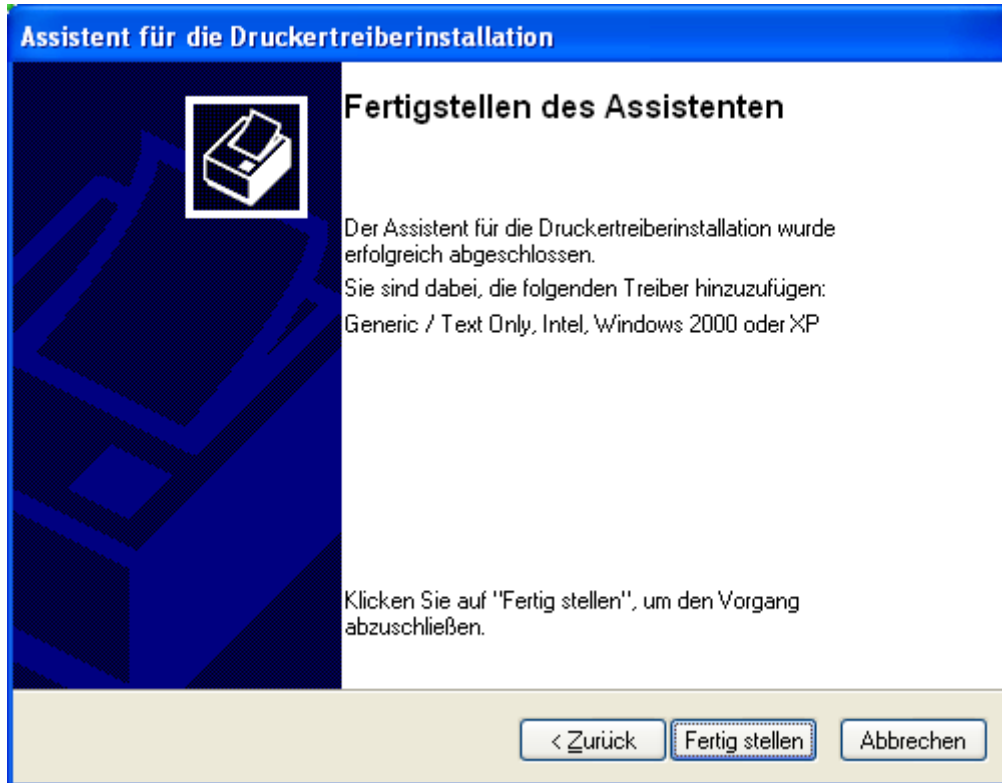 Assistent für die Druckertreiberinstallation
Fertigstellen des Assistenten
Der Assistent für die Druckertreiberinstallation wurde
erfolgreich abgeschlossen.
Sie sind dabei, die folgenden Treiber hinzuzufügen:
Generic / Text Only, Intel, Windows 2000 oder XP
Klicken Sie auf "Fertig stellen", um den Vorgang
abzuschließen.
< Zurück
Fertig stellen
Abbrechen